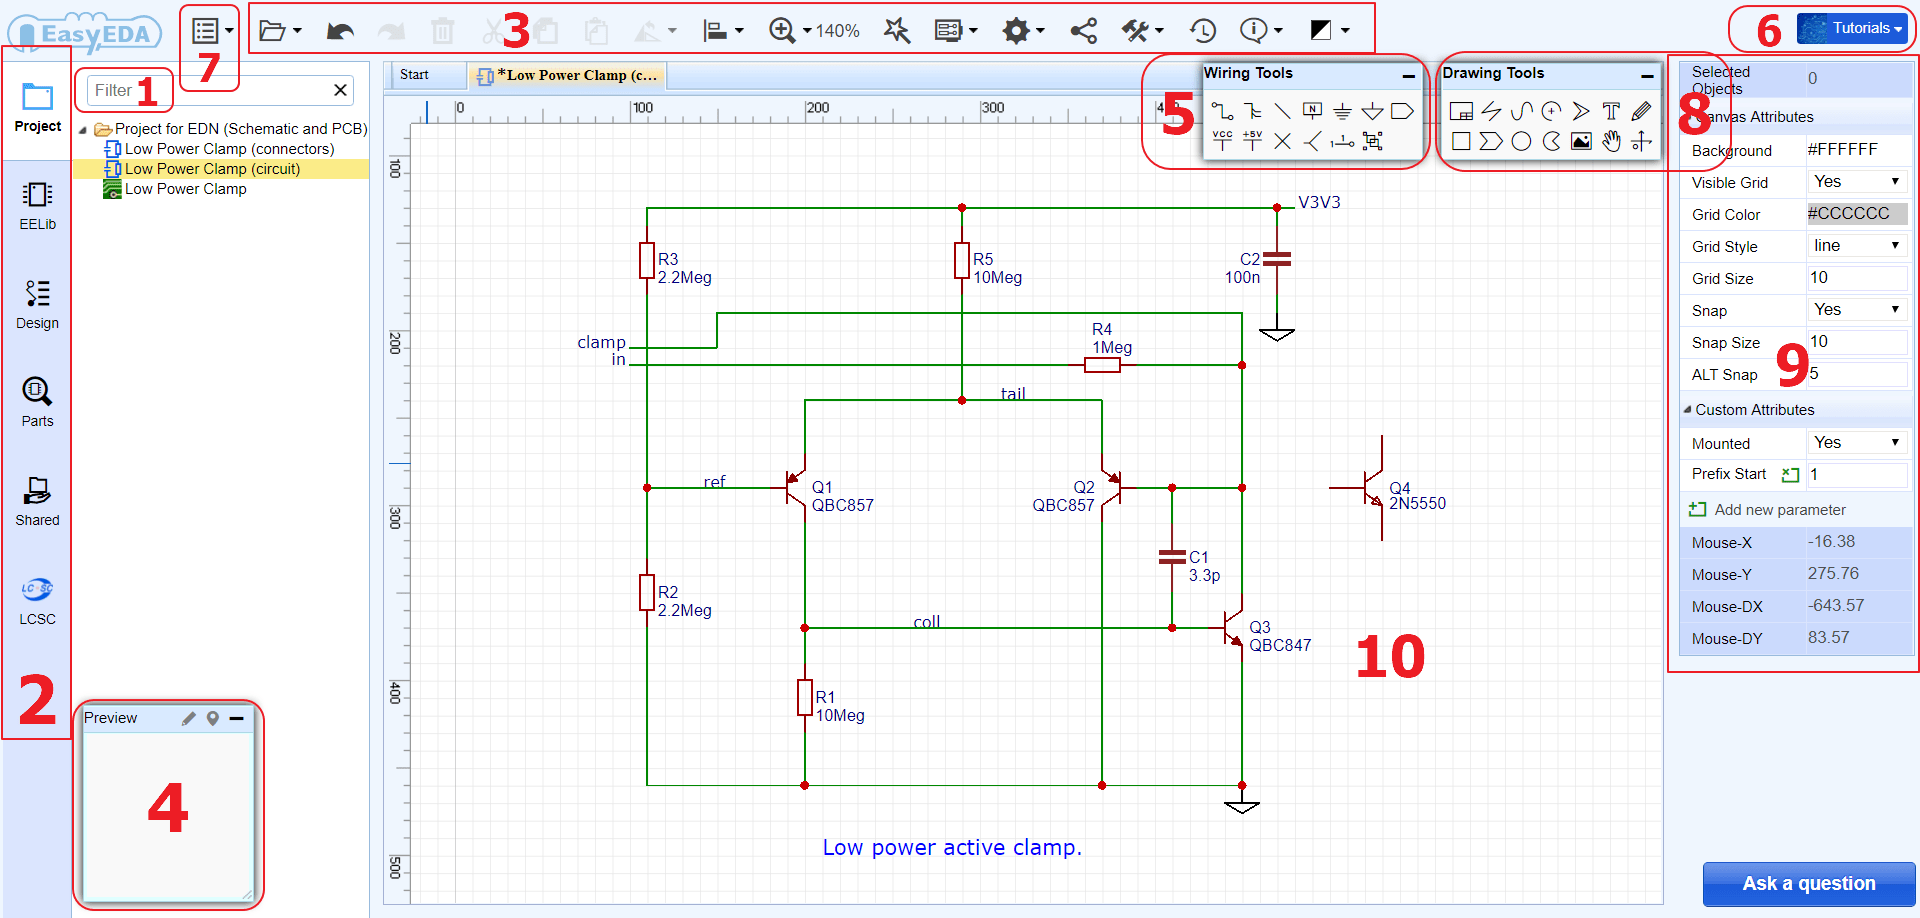 EasyEDA
7
3
140%
6
Tutorials
Project
EELib
Design
Parts
Shared
LCSC
LCSC
2
Filter
1
Project for EDN (Schematic and PCB)
Low Power Clamp (connectors)
Low Power Clamp (circuit)
Low Power Clamp
Preview
4
Start
*Low Power Clamp (c...
0
100
200
300
100
200
300
400
500
5
Wiring Tools
N
VCC
+5V
1
Drawing Tools
T
8
V3V3
R3
2.2Meg
R5
10Meg
C2
100n
clamp
in
R4
1Meg
tail
ref
Q1
QBC857
Q2
QBC857
Q4
2N5550
C1
3.3p
R2
2.2Meg
coll
Q3
QBC847
R1
10Meg
10
Low power active clamp.
Selected Objects
0
Canvas Attributes
Background #FFFFFF
Visible Grid Yes
Grid Color #CCCCCC
Grid Style line
Grid Size 10
Snap Yes
Snap Size 10
9
ALT Snap 5
Custom Attributes
Mounted Yes
Prefix Start 1
Add new parameter
Mouse-X -16.38
Mouse-Y 275.76
Mouse-DX -643.57
Mouse-DY 83.57
Ask a question